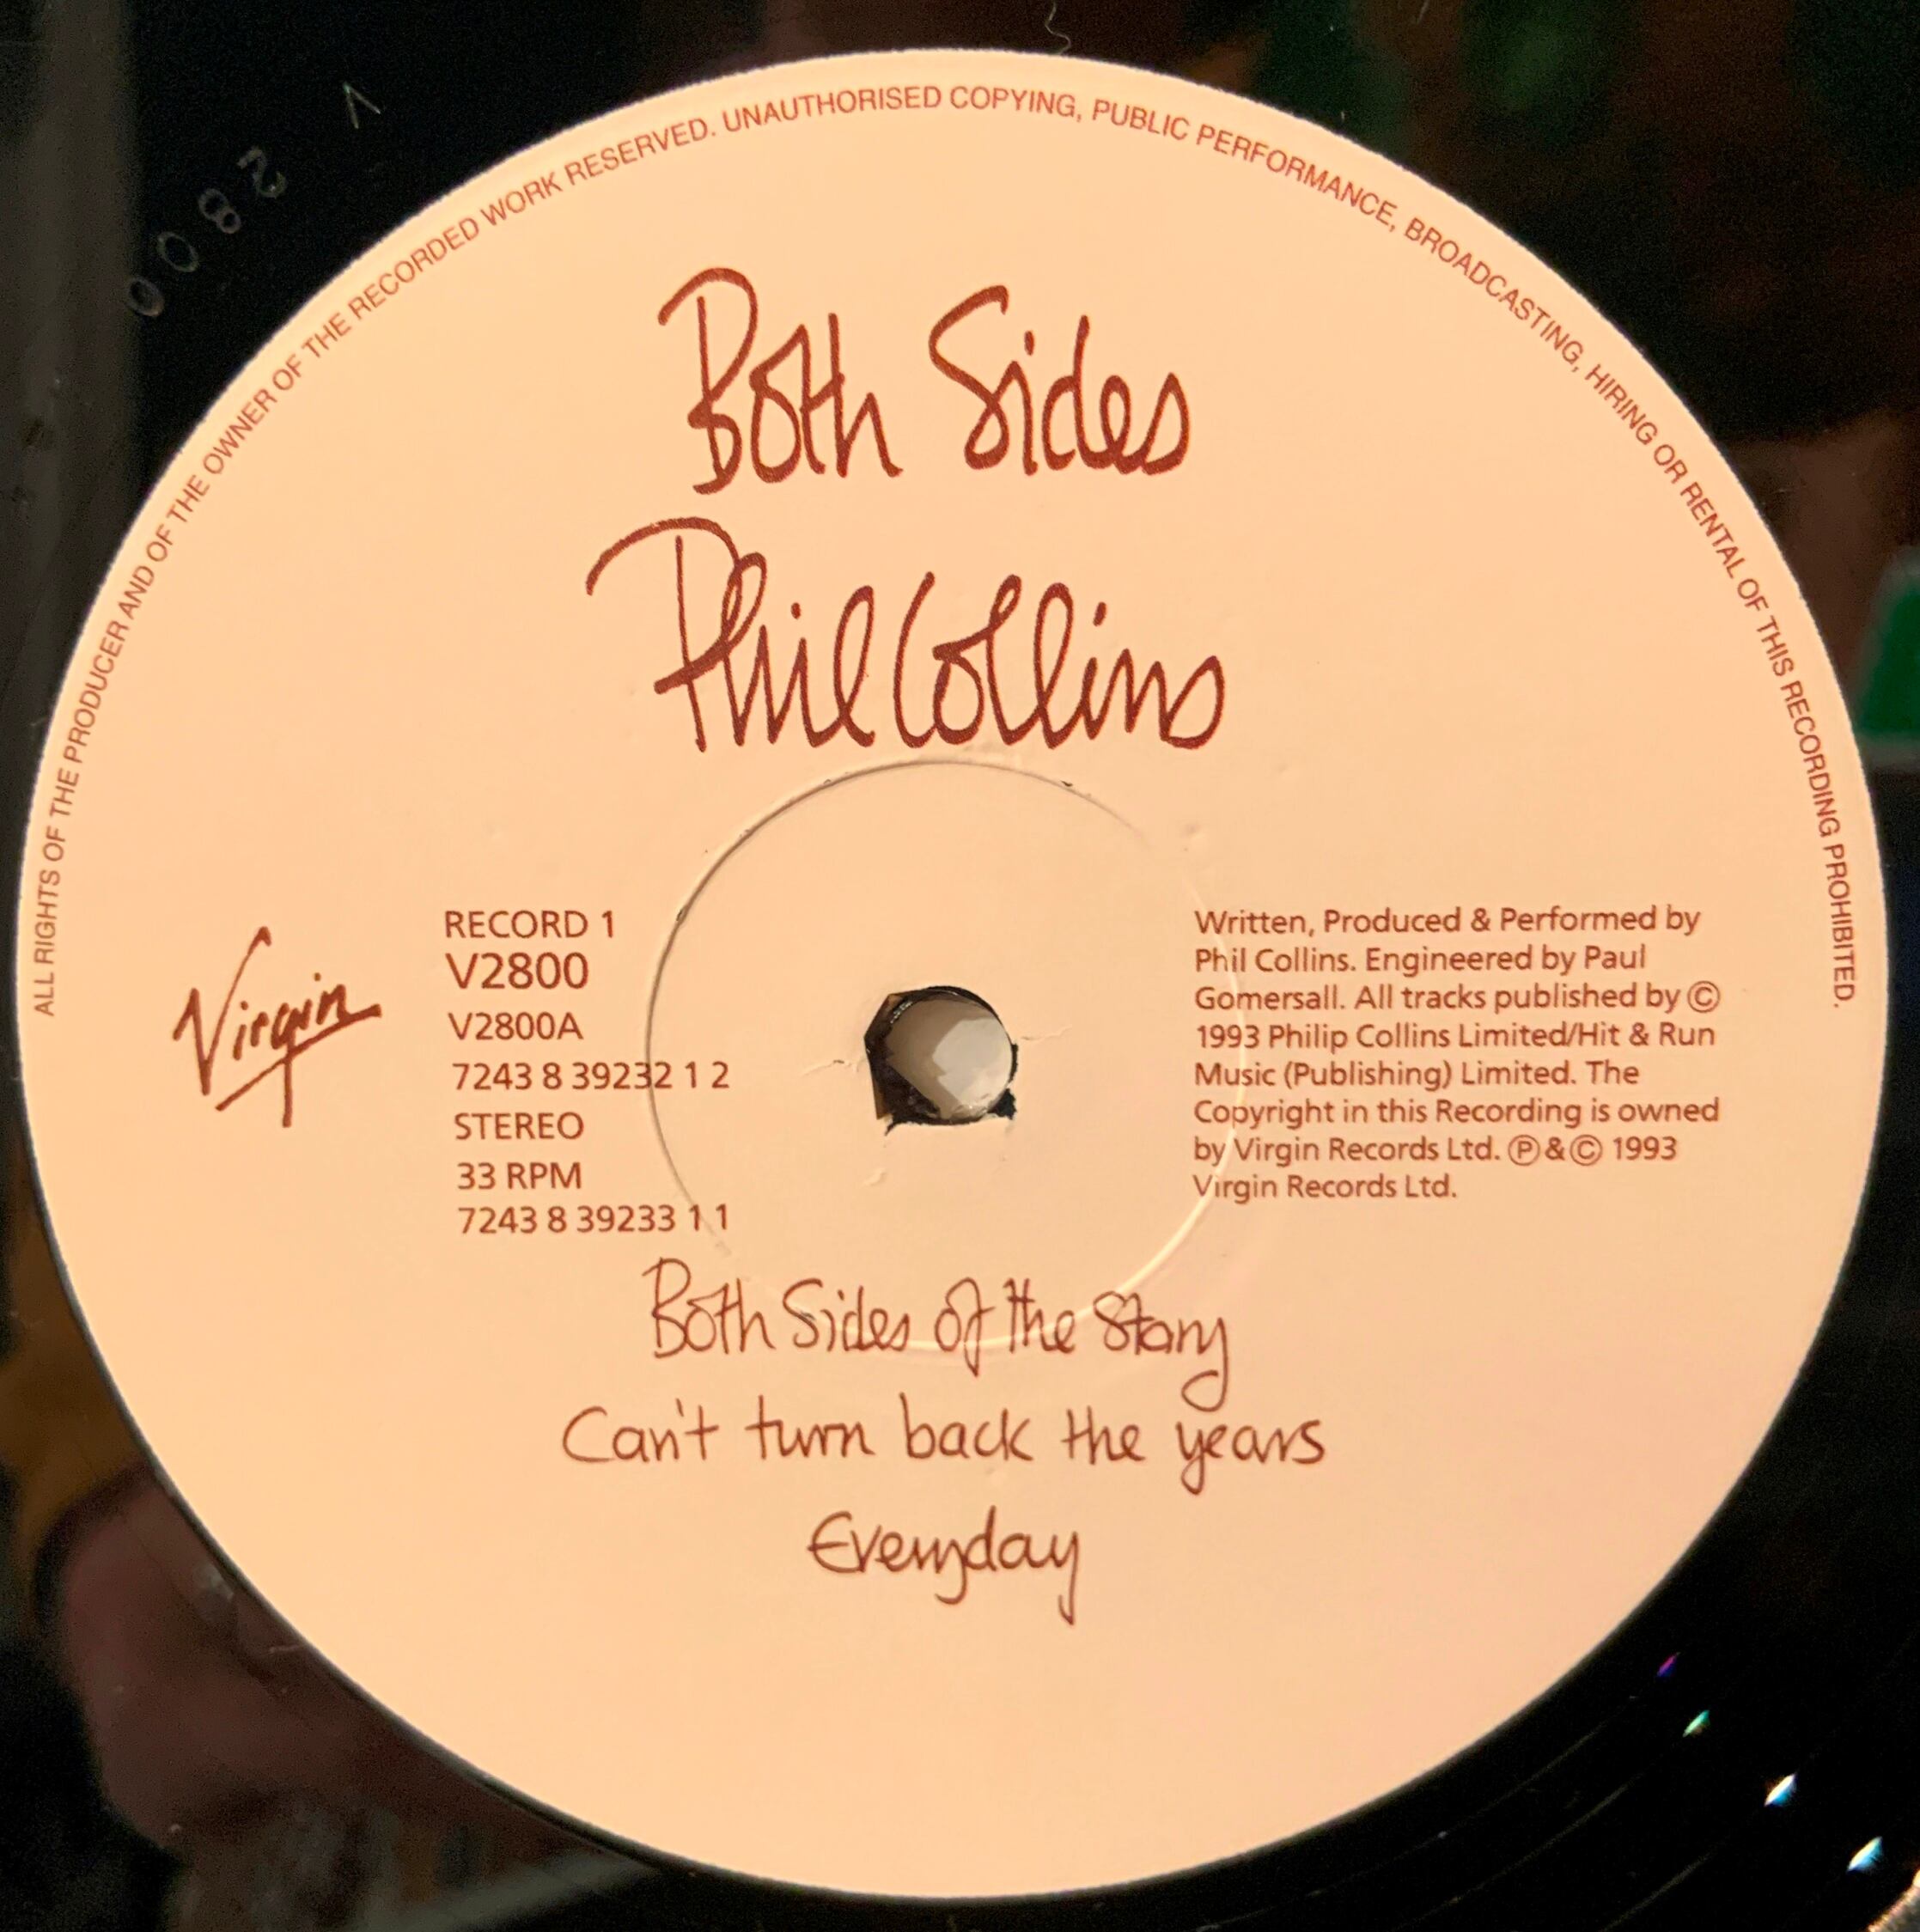 V 2800
ALL RIGHTS OF THE PRODUCER AND OF THE OWNER OF THE RECORDED WORK RESERVED. UNAUTHORISED COPYING, PUBLIC PERFORMANCE, BROADCASTING, HIRING OR RENTAL OF THIS RECORDING PROHIBITED.
Both Sides
Phil Collins
Virgin
RECORD 1
V2800
V2800A
7243 8 39232 1 2
STEREO
33 RPM
7243 8 39233 1 1
Written, Produced & Performed by
Phil Collins. Engineered by Paul
Gomersall. All tracks published by ©
1993 Philip Collins Limited/Hit & Run
Music (Publishing) Limited. The
Copyright in this Recording is owned
by Virgin Records Ltd. ℗ & © 1993
Virgin Records Ltd.
Both Sides of the Story
Can't turn back the years
Everyday